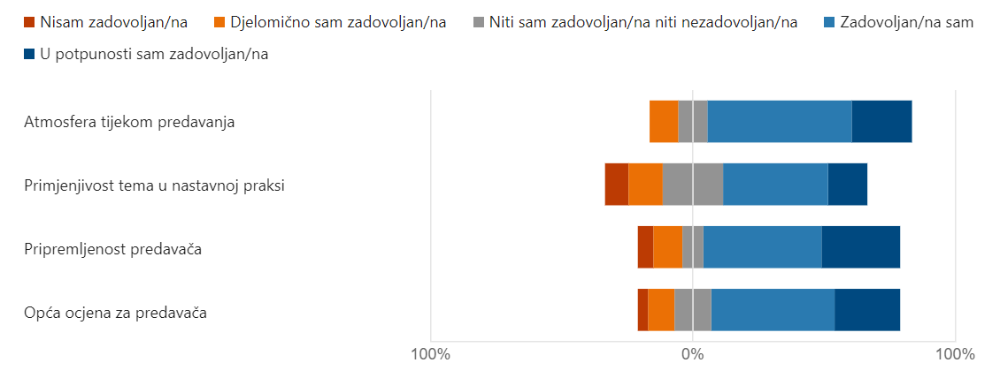 Nisam zadovoljan/na Djelomično sam zadovoljan/na Niti sam zadovoljan/na niti nezadovoljan/na Zadovoljan/na sam
U potpunosti sam zadovoljan/na
Atmosfera tijekom predavanja
Primjenjivost tema u nastavnoj praksi
Pripremljenost predavača
Opća ocjena za predavača
100% 0% 100%